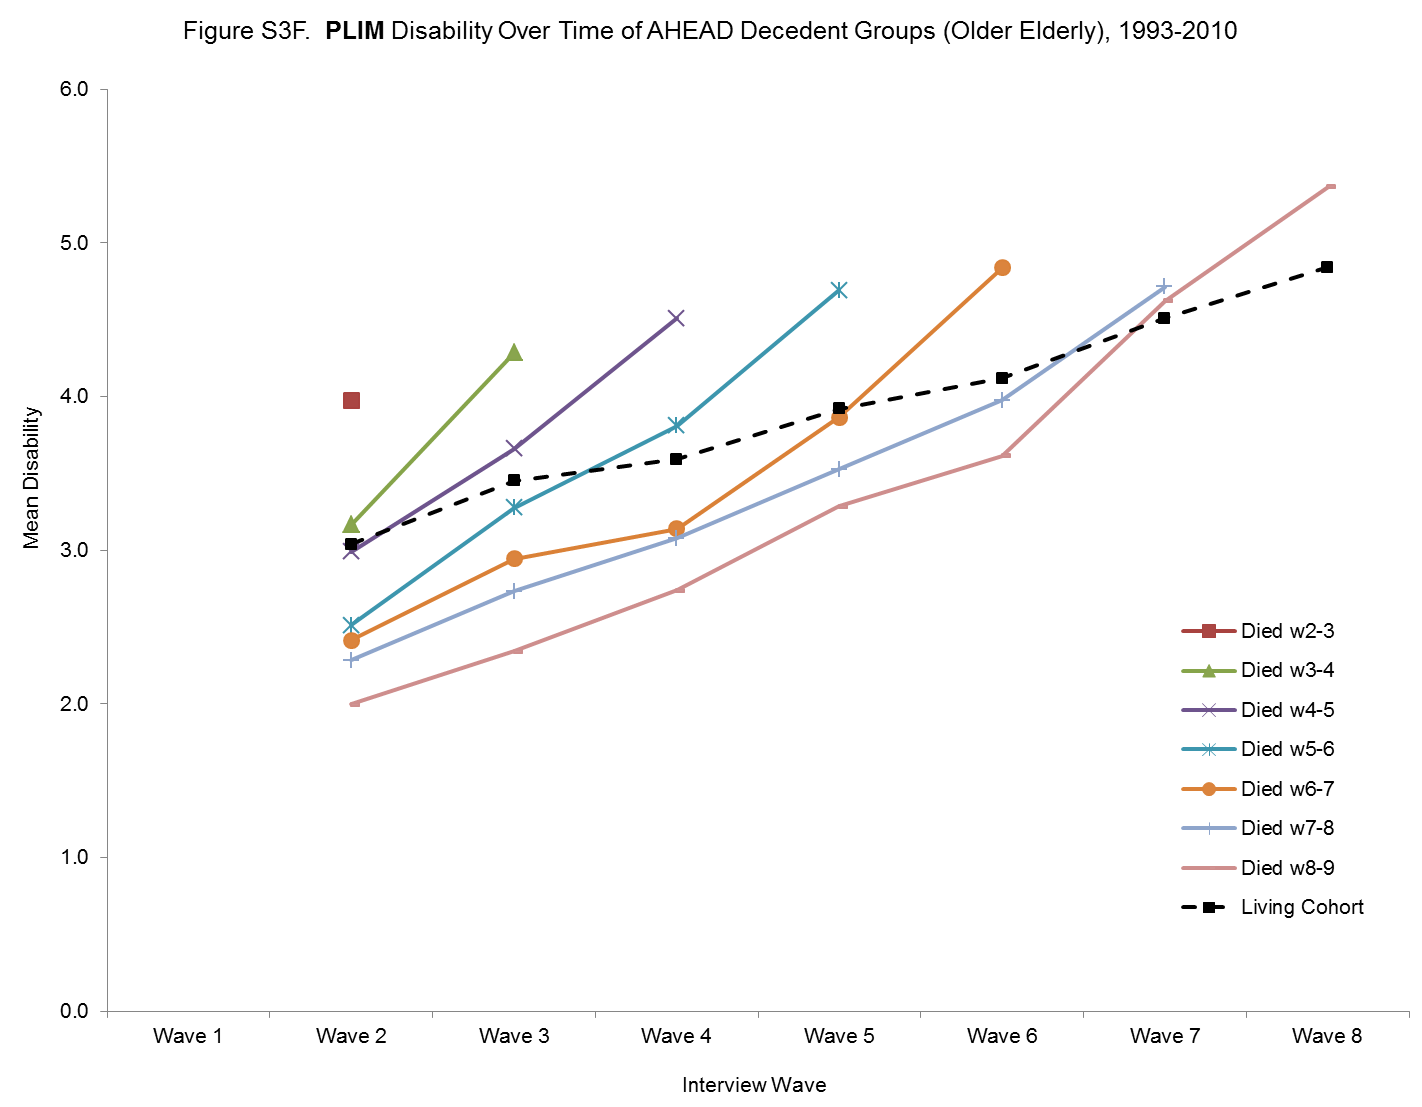 Figure S3F. PLIM Disability Over Time of AHEAD Decedent Groups (Older Elderly), 1993-2010
6.0
5.0
4.0
3.0
2.0
1.0
0.0
Mean Disability
Wave 1 Wave 2 Wave 3 Wave 4 Wave 5 Wave 6 Wave 7 Wave 8
Interview Wave
Died w2-3
Died w3-4
Died w4-5
Died w5-6
Died w6-7
Died w7-8
Died w8-9
Living Cohort